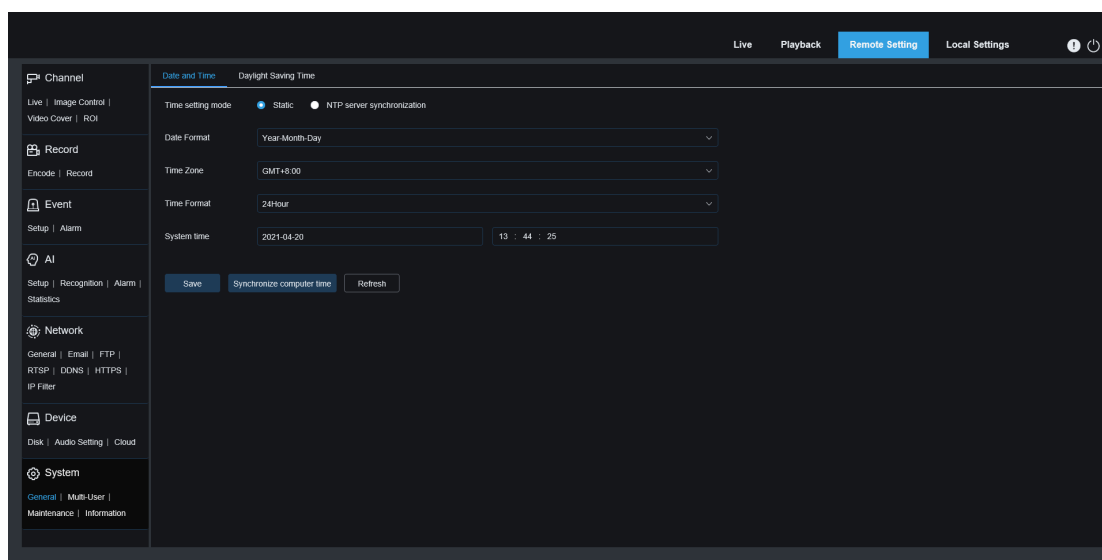 Live Playback Remote Setting Local Settings
Channel
Live | Image Control |
Video Cover | ROI
Record
Encode | Record
Event
Setup | Alarm
AI
Setup | Recognition | Alarm |
Statistics
Network
General | Email | FTP |
RTSP | DDNS | HTTPS |
IP Filter
Device
Disk | Audio Setting | Cloud
System
General | Multi-User |
Maintenance | Information
Date and Time Daylight Saving Time
Time setting mode Static NTP server synchronization
Date Format Year-Month-Day
Time Zone GMT+8:00
Time Format 24Hour
System time 2021-04-20 13 : 44 : 25
Save Synchronize computer time Refresh